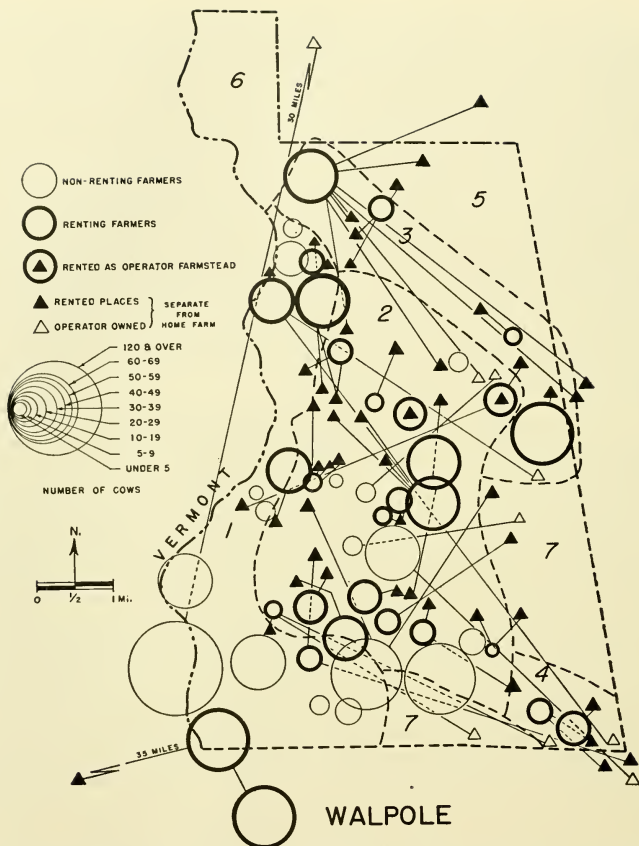 6
30 MILES
NON-RENTING FARMERS
RENTING FARMERS
RENTED AS OPERATOR FARMSTEAD
RENTED PLACES
OPERATOR OWNED
SEPARATE
FROM
HOME FARM
120 & OVER
60-69
50-59
40-49
30-39
20-29
10-19
5-9
UNDER 5
NUMBER OF COWS
N.
0 1/2 1 Mi.
VERMONT
5
3
2
1
7
4
7
35 MILES
WALPOLE